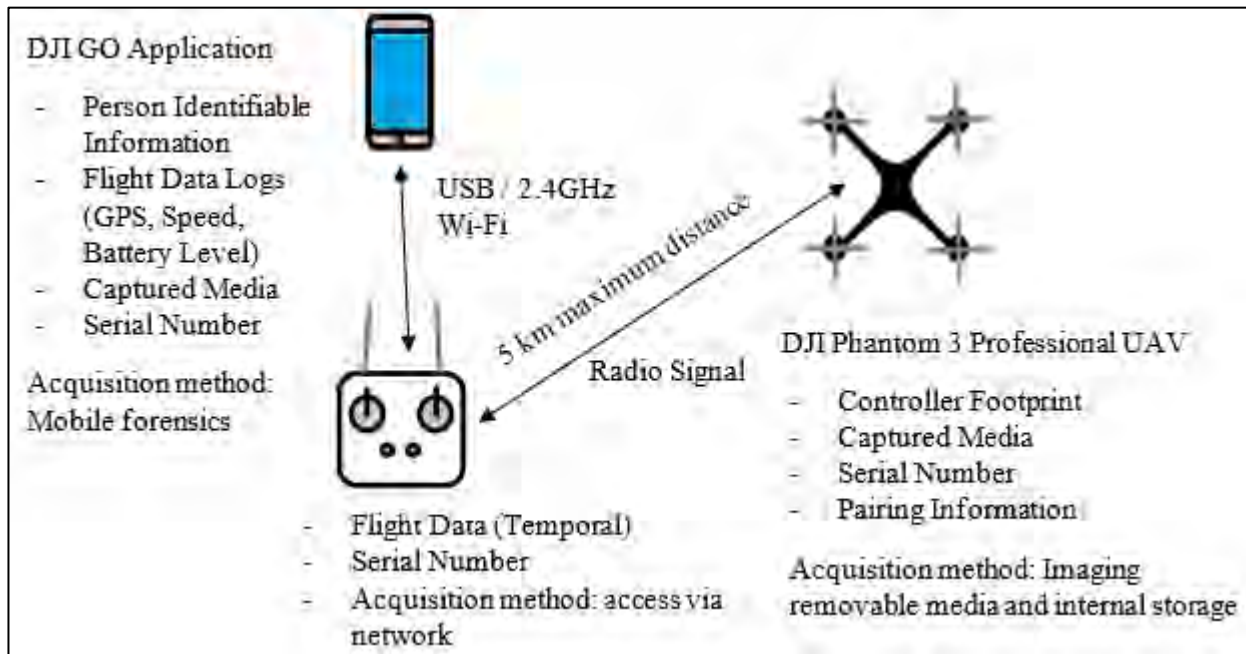 DJI GO Application
- Person Identifiable
Information
- Flight Data Logs
(GPS, Speed,
Battery Level)
- Captured Media
- Serial Number
Acquisition method:
Mobile forensics
USB / 2.4GHz
Wi-Fi
5 km maximum distance
Radio Signal
- Flight Data (Temporal)
- Serial Number
- Acquisition method: access via
network
DJI Phantom 3 Professional UAV
- Controller Footprint
- Captured Media
- Serial Number
- Pairing Information
Acquisition method: Imaging
removable media and internal storage